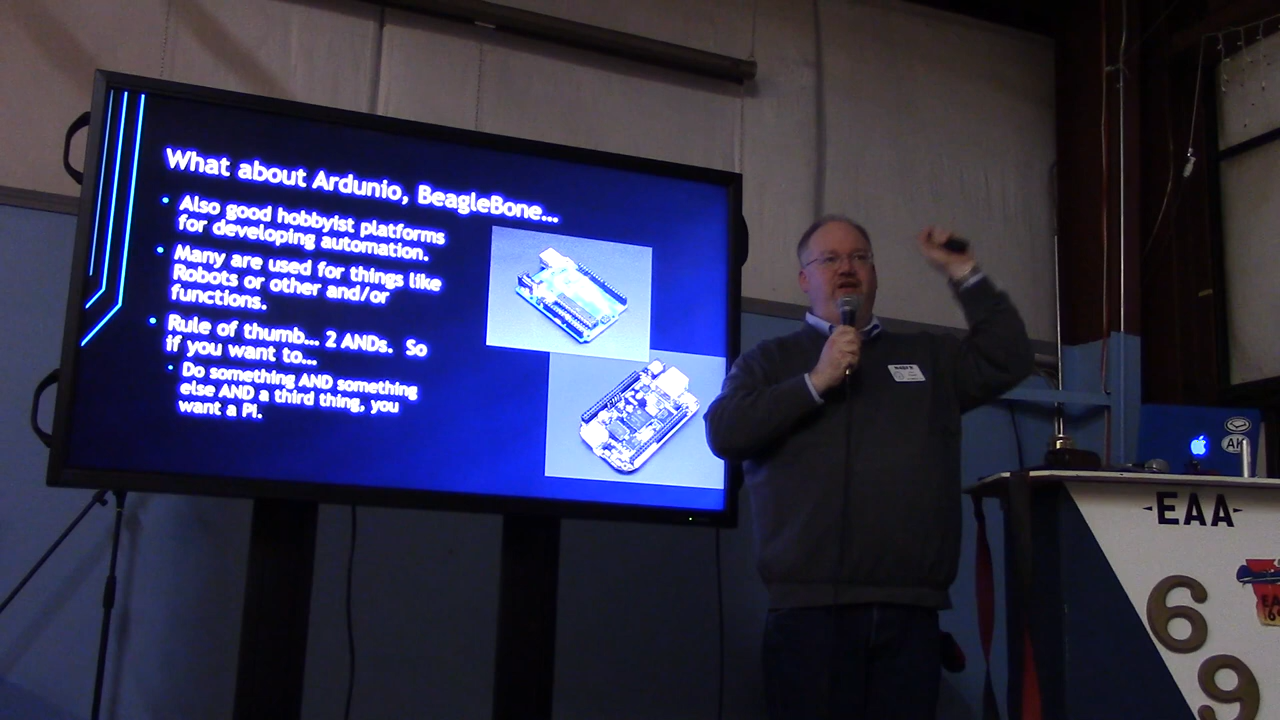 What about Ardunio, BeagleBone...
• Also good hobbyist platforms
for developing automation.
• Many are used for things like
Robots or other and/or
functions.
• Rule of thumb... 2 ANDs. So
if you want to...
• Do something AND something
else AND a third thing, you
want a Pi.
AK
EAA
6
9